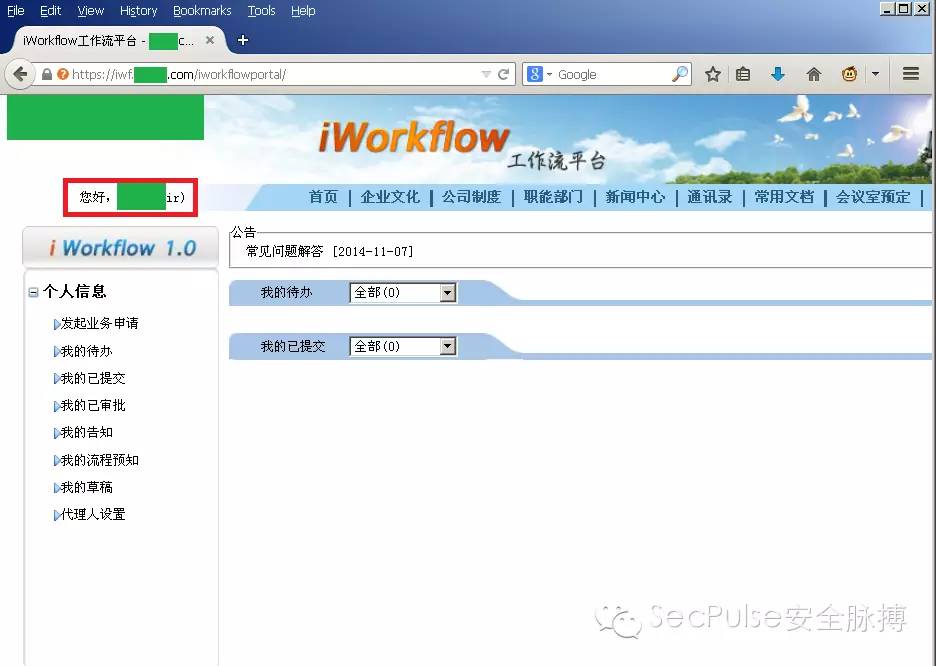 File Edit View History Bookmarks Tools Help
iWorkflow工作流平台 - c...
https://iwf. .com/iworkflowportal/
Google
iWorkflow
工作流平台
您好, ir)
首页 | 企业文化 | 公司制度 | 职能部门 | 新闻中心 | 通讯录 | 常用文档 | 会议室预定 |
i Workflow 1.0
公告
常见问题解答 [2014-11-07]
个人信息
发起业务申请
我的待办
我的已提交
我的已审批
我的告知
我的流程预知
我的草稿
代理人设置
我的待办 全部(0)
我的已提交 全部(0)
SecPulse安全脉搏